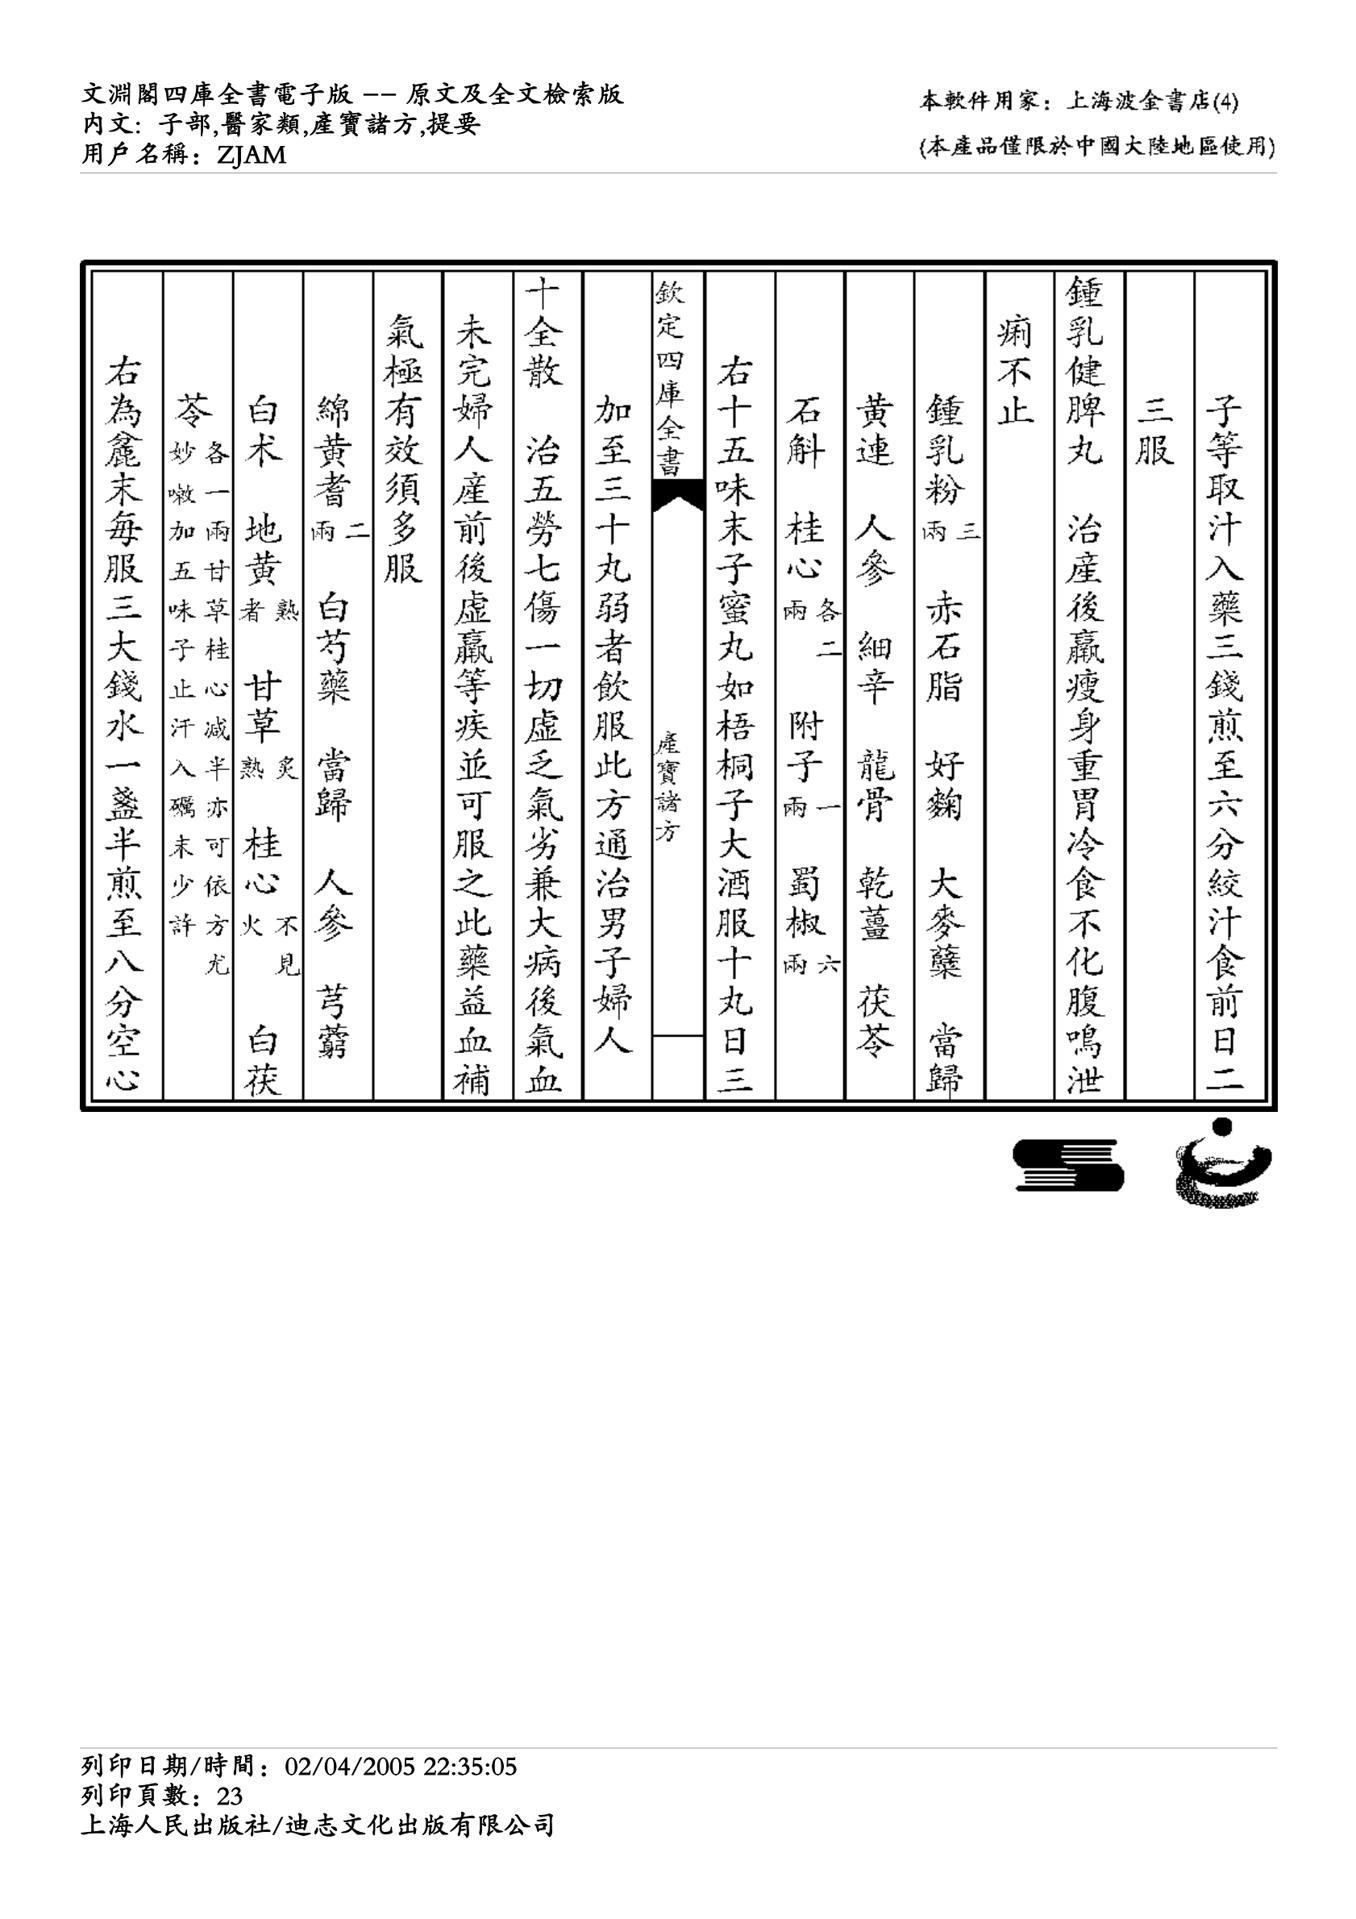 文淵閣四庫全書電子版 -- 原文及全文檢索版
內文：子部,醫家類,產寶諸方,提要
用戶名稱：ZJAM
本軟件用家：上海波金書店(4)
(本產品僅限於中國大陸地區使用)
子等取汁入藥三錢煎至六分絞汁食前日二
三服
鍾乳健脾丸　治産後羸瘦身重胃冷食不化腹鳴泄
痢不止
鍾乳粉三兩　赤石脂　好麴　大麥蘖　當歸
黃連　人參　細辛　龍骨　乾薑　茯苓
石斛　桂心各二兩　附子一兩　蜀椒六兩
右十五味末子蜜丸如梧桐子大酒服十丸日三
欽定四庫全書
產寶諸方
加至三十丸弱者飲服此方通治男子婦人
十全散　治五勞七傷一切虛乏氣劣兼大病後氣血
未完婦人産前後虛羸等疾並可服之此藥益血補
氣極有效須多服
綿黃耆二兩　白芍藥　當歸　人參　芎藭
白术　地黃熟者　甘草炙熟　桂心不見火　白茯
苓各一兩甘草桂心减半亦可依方尤妙嗽加五味子止汗入礪末少許
右為麄末每服三大錢水一盞半煎至八分空心
列印日期/時間：02/04/2005 22:35:05
列印頁數：23
上海人民出版社/迪志文化出版有限公司